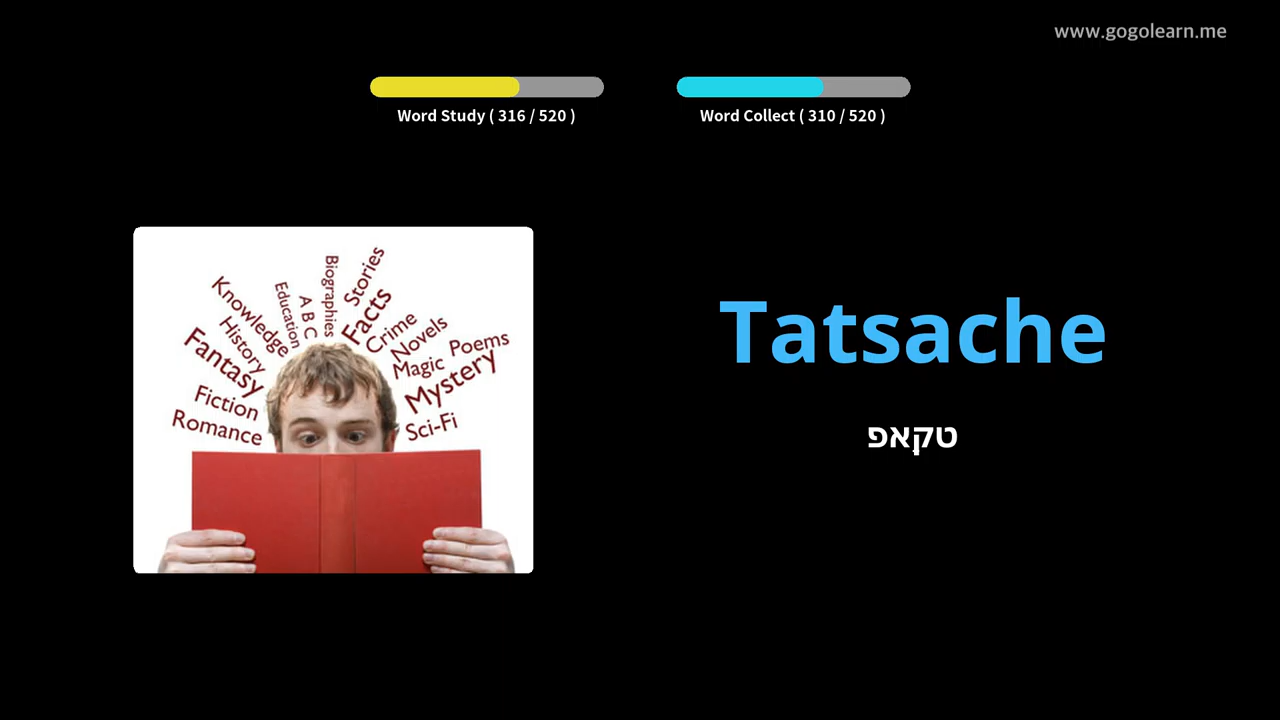 www.gogolearn.me
Word Study ( 316 / 520 )
Word Collect ( 310 / 520 )
Stories
Biographies
Facts
A B C
Education
Knowledge
Crime
Novels
History
Poems
Fantasy
Magic
Mystery
Fiction
Romance
Sci-Fi
Tatsache
טקאפ